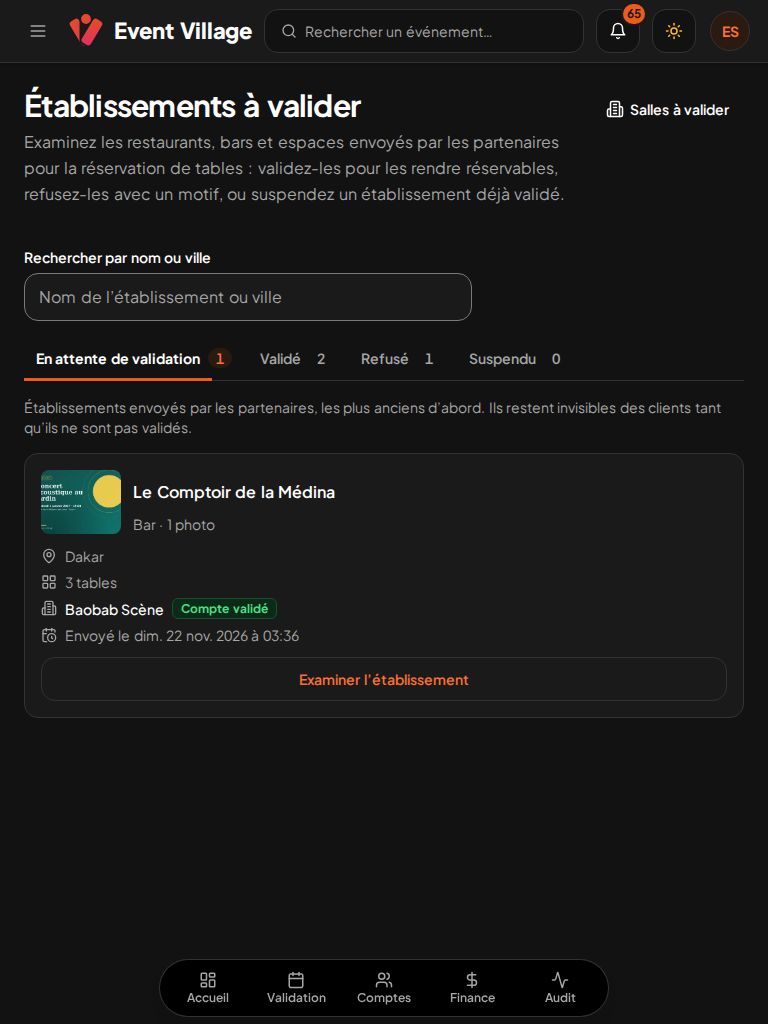 Event Village
Rechercher un événement…
65
ES
Établissements à valider
Salles à valider
Examinez les restaurants, bars et espaces envoyés par les partenaires
pour la réservation de tables : validez-les pour les rendre réservables,
refusez-les avec un motif, ou suspendez un établissement déjà validé.
Rechercher par nom ou ville
Nom de l’établissement ou ville
En attente de validation 1 Validé 2 Refusé 1 Suspendu 0
Établissements envoyés par les partenaires, les plus anciens d’abord. Ils restent invisibles des clients tant
qu’ils ne sont pas validés.
Le Comptoir de la Médina
Bar · 1 photo
Dakar
3 tables
Baobab Scène Compte validé
Envoyé le dim. 22 nov. 2026 à 03:36
Examiner l’établissement
Accueil Validation Comptes Finance Audit